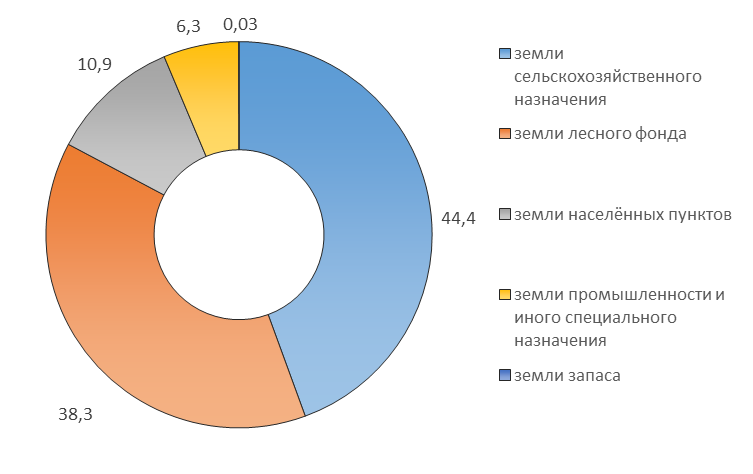 6,3
0,03
10,9
44,4
38,3
земли
сельскохозяйственного
назначения
земли лесного фонда
земли населённых пунктов
земли промышленности и
иного специального
назначения
земли запаса